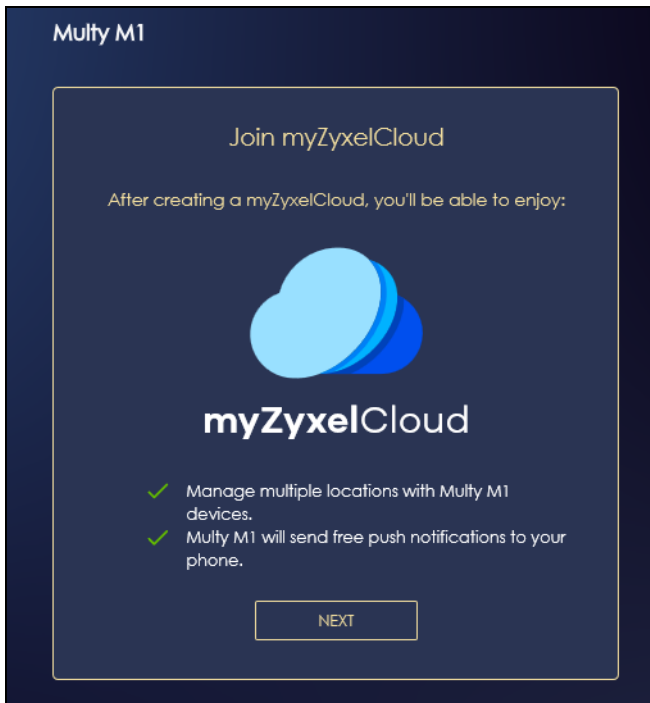 Multy M1
Join myZyxelCloud
After creating a myZyxelCloud, you'll be able to enjoy:
myZyxelCloud
Manage multiple locations with Multy M1
devices.
Multy M1 will send free push notifications to your
phone.
NEXT